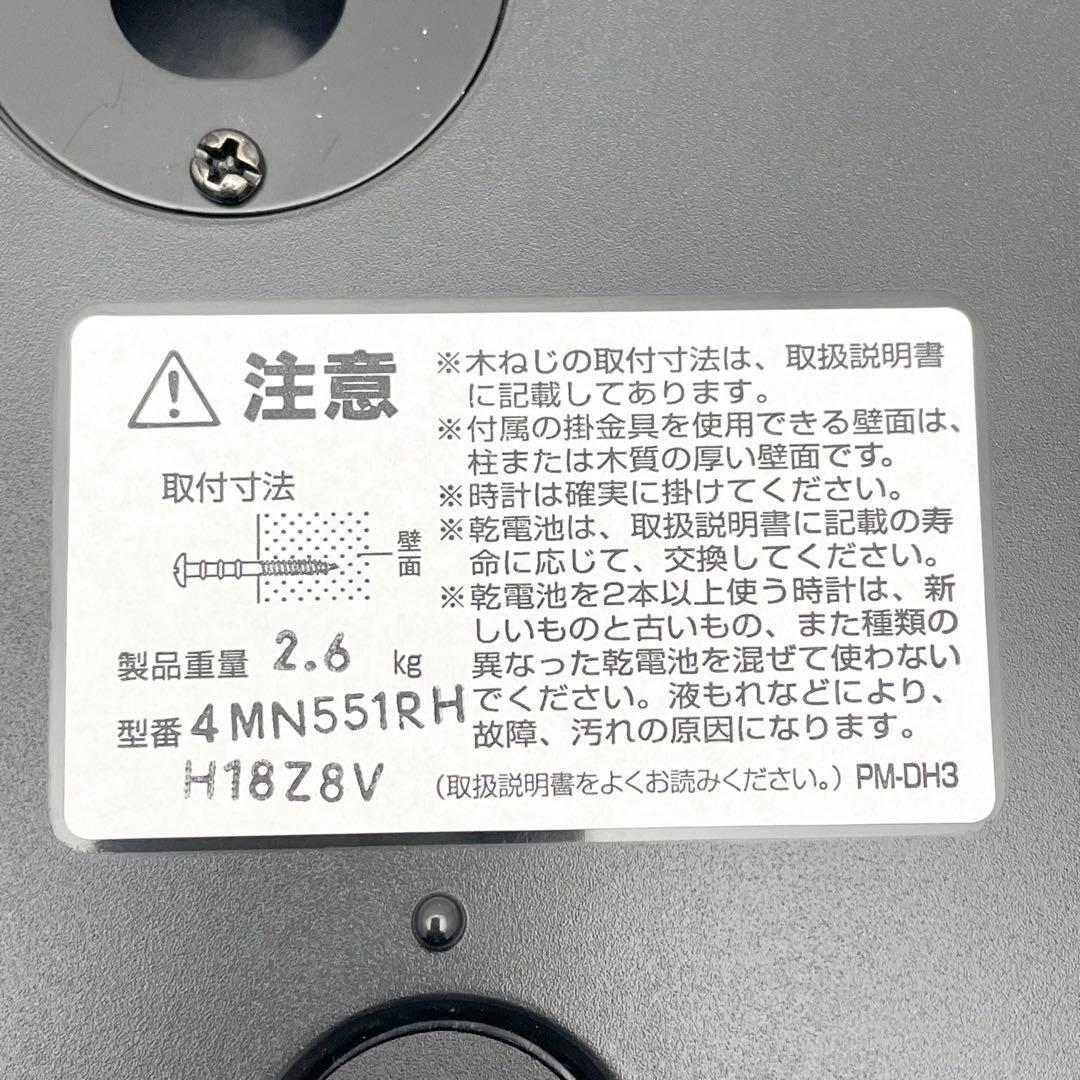 注意
取付寸法
壁面
製品重量 2.6 kg
型番 4MN551RH
H18Z8V
※木ねじの取付寸法は、取扱説明書
に記載してあります。
※付属の掛金具を使用できる壁面は、
柱または木質の厚い壁面です。
※時計は確実に掛けてください。
※乾電池は、取扱説明書に記載の寿
命に応じて、交換してください。
※乾電池を2本以上使う時計は、新
しいものと古いもの、また種類の
異なった乾電池を混ぜて使わない
でください。液もれなどにより、
故障、汚れの原因になります。
(取扱説明書をよくお読みください。) PM-DH3